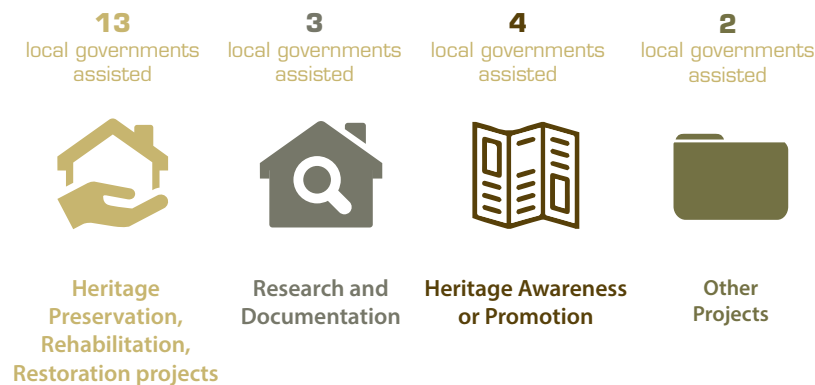 13
local governments
assisted
3
local governments
assisted
4
local governments
assisted
2
local governments
assisted
Heritage
Preservation,
Rehabilitation,
Restoration projects
Research and
Documentation
Heritage Awareness
or Promotion
Other
Projects